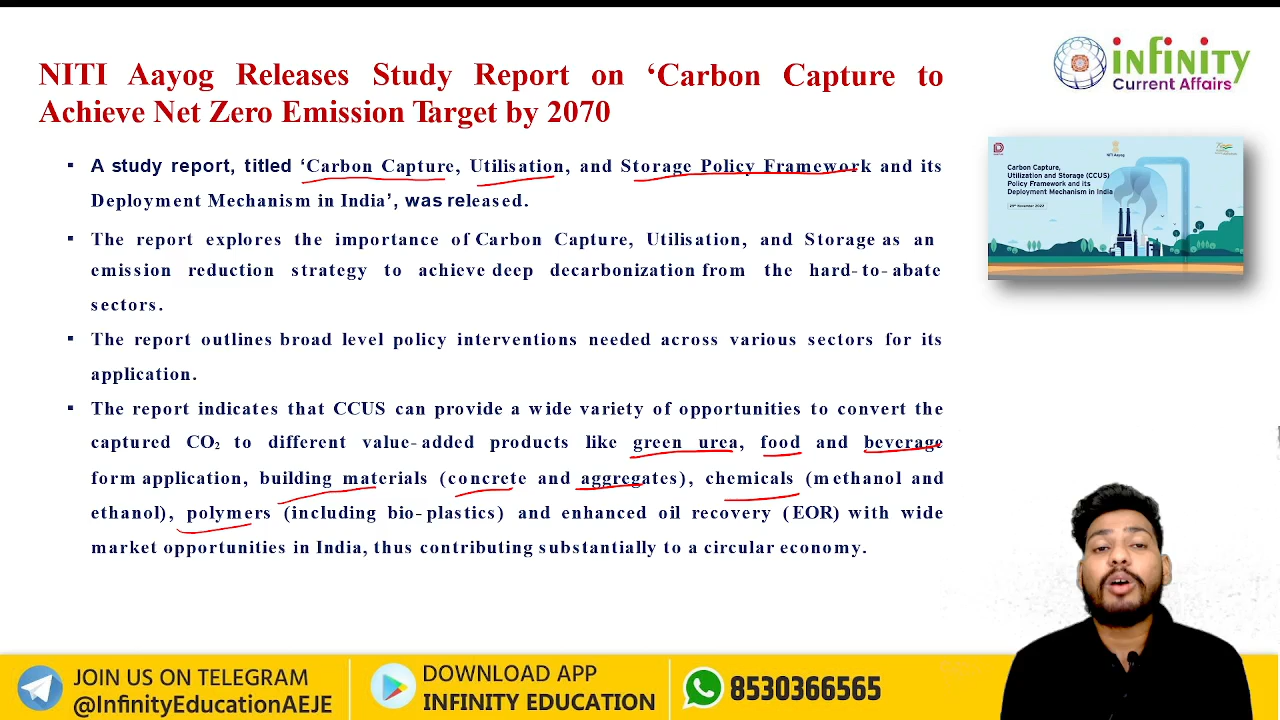 NITI Aayog Releases Study Report on ‘Carbon Capture to
Achieve Net Zero Emission Target by 2070
▪ A study report, titled ‘Carbon Capture, Utilisation, and Storage Policy Framework and its
Deployment Mechanism in India’, was released.
▪ The report explores the importance of Carbon Capture, Utilisation, and Storage as an
emission reduction strategy to achieve deep decarbonization from the hard-to-abate
sectors.
▪ The report outlines broad level policy interventions needed across various sectors for its
application.
▪ The report indicates that CCUS can provide a wide variety of opportunities to convert the
captured CO₂ to different value-added products like green urea, food and beverage
form application, building materials (concrete and aggregates), chemicals (methanol and
ethanol), polymers (including bio-plastics) and enhanced oil recovery (EOR) with wide
market opportunities in India, thus contributing substantially to a circular economy.
infinity
Current Affairs
NITI Aayog
Carbon Capture,
Utilization and Storage (CCUS)
Policy Framework and its
Deployment Mechanism in India
JOIN US ON TELEGRAM
@InfinityEducationAEJE
DOWNLOAD APP
INFINITY EDUCATION
8530366565